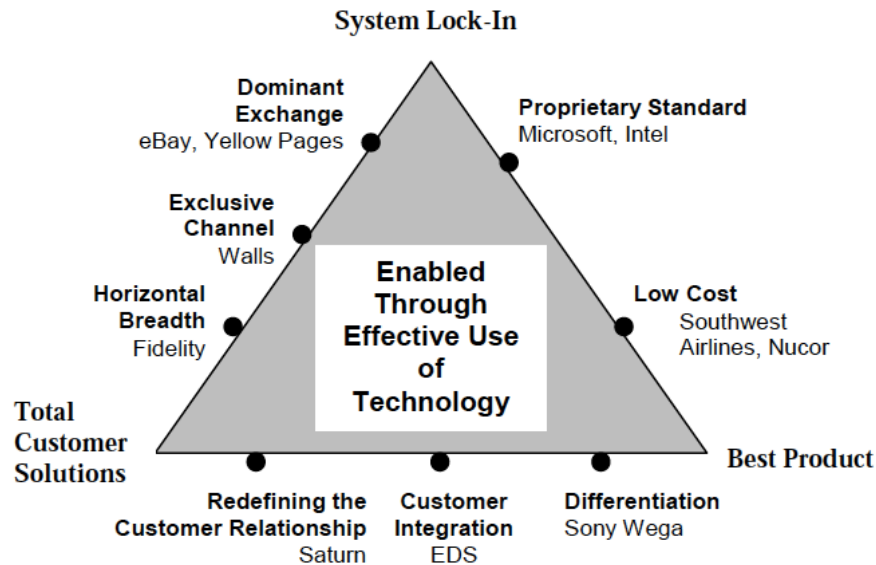 System Lock-In
Dominant
Exchange
eBay, Yellow Pages
Proprietary Standard
Microsoft, Intel
Exclusive
Channel
Walls
Enabled
Through
Effective Use
of
Technology
Horizontal
Breadth
Fidelity
Low Cost
Southwest
Airlines, Nucor
Total
Customer
Solutions
Best Product
Redefining the
Customer Relationship
Saturn
Customer
Integration
EDS
Differentiation
Sony Wega